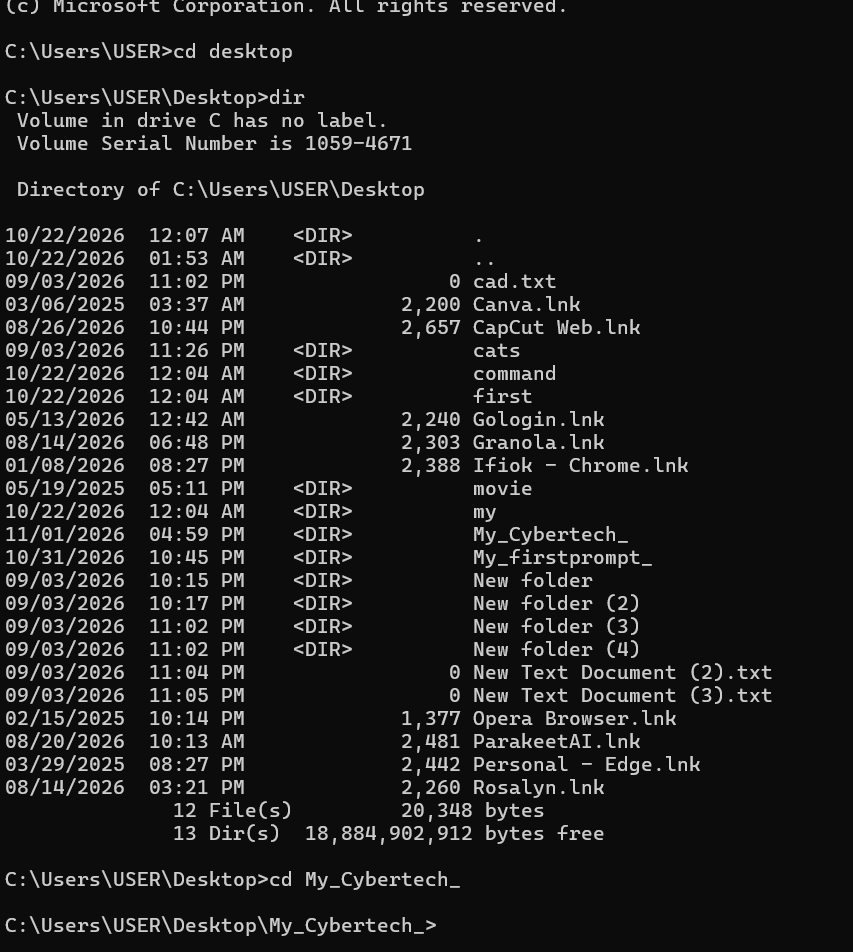 (c) Microsoft Corporation. All rights reserved.
C:\Users\USER>cd desktop
C:\Users\USER\Desktop>dir
Volume in drive C has no label.
Volume Serial Number is 1059-4671
Directory of C:\Users\USER\Desktop
10/22/2026  12:07 AM    <DIR>          .
10/22/2026  01:53 AM    <DIR>          ..
09/03/2026  11:02 PM                 0 cad.txt
03/06/2025  03:37 AM             2,200 Canva.lnk
08/26/2026  10:44 PM             2,657 CapCut Web.lnk
09/03/2026  11:26 PM    <DIR>          cats
10/22/2026  12:04 AM    <DIR>          command
10/22/2026  12:04 AM    <DIR>          first
05/13/2026  12:42 AM             2,240 Gologin.lnk
08/14/2026  06:48 PM             2,303 Granola.lnk
01/08/2026  08:27 PM             2,388 Ifiok - Chrome.lnk
05/19/2025  05:11 PM    <DIR>          movie
10/22/2026  12:04 AM    <DIR>          my
11/01/2026  04:59 PM    <DIR>          My_Cybertech_
10/31/2026  10:45 PM    <DIR>          My_firstprompt_
09/03/2026  10:15 PM    <DIR>          New folder
09/03/2026  10:17 PM    <DIR>          New folder (2)
09/03/2026  11:02 PM    <DIR>          New folder (3)
09/03/2026  11:02 PM    <DIR>          New folder (4)
09/03/2026  11:04 PM                 0 New Text Document (2).txt
09/03/2026  11:05 PM                 0 New Text Document (3).txt
02/15/2025  10:14 PM             1,377 Opera Browser.lnk
08/20/2026  10:13 AM             2,481 ParakeetAI.lnk
03/29/2025  08:27 PM             2,442 Personal - Edge.lnk
08/14/2026  03:21 PM             2,260 Rosalyn.lnk
12 File(s)         20,348 bytes
13 Dir(s)  18,884,902,912 bytes free
C:\Users\USER\Desktop>cd My_Cybertech_
C:\Users\USER\Desktop\My_Cybertech_>